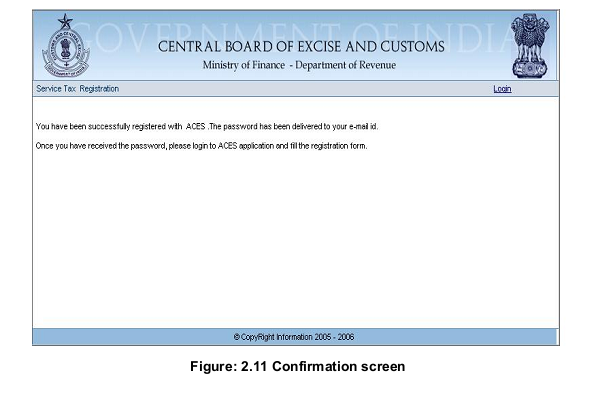 GOVERNMENT OF INDIA
CENTRAL BOARD OF EXCISE AND CUSTOMS
Ministry of Finance - Department of Revenue
Service Tax Registration
Login
You have been successfully registered with ACES .The password has been delivered to your e-mail id.
Once you have received the password, please login to ACES application and fill the registration form.
© CopyRight Information 2005 - 2006
Figure: 2.11 Confirmation screen